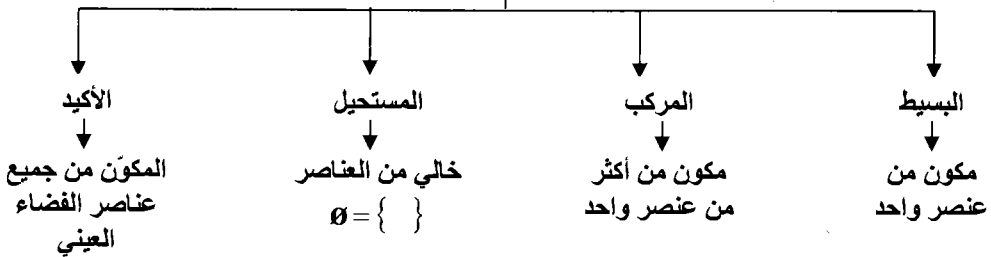 البسيط
مكون من
عنصر واحد
المركب
مكون من أكثر
من عنصر واحد
المستحيل
خالي من العناصر
ø = { }
الأكيد
المكوّن من جميع
عناصر الفضاء
العيني